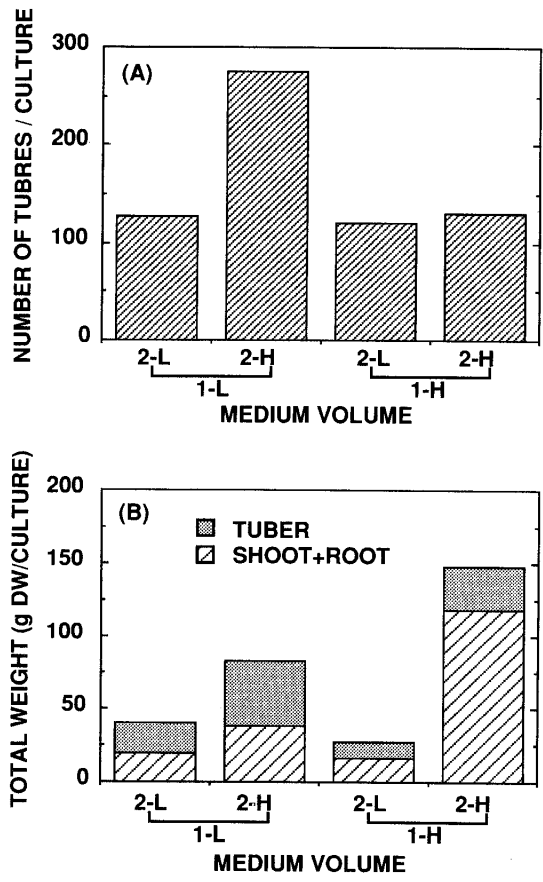 300
(A)
200
100
0
NUMBER OF TUBRES / CULTURE
2-L 2-H 2-L 2-H
1-L 1-H
MEDIUM VOLUME
200
(B)
TUBER
SHOOT+ROOT
150
100
50
0
TOTAL WEIGHT (g DW/CULTURE)
2-L 2-H 2-L 2-H
1-L 1-H
MEDIUM VOLUME